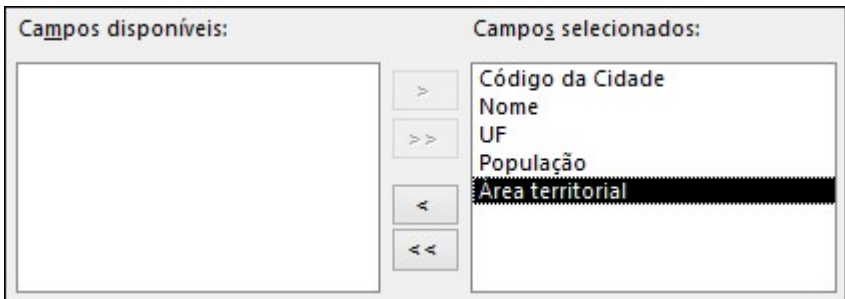 Campos disponíveis:
Campos selecionados:
>
>>
<
<<
Código da Cidade
Nome
UF
População
Área territorial